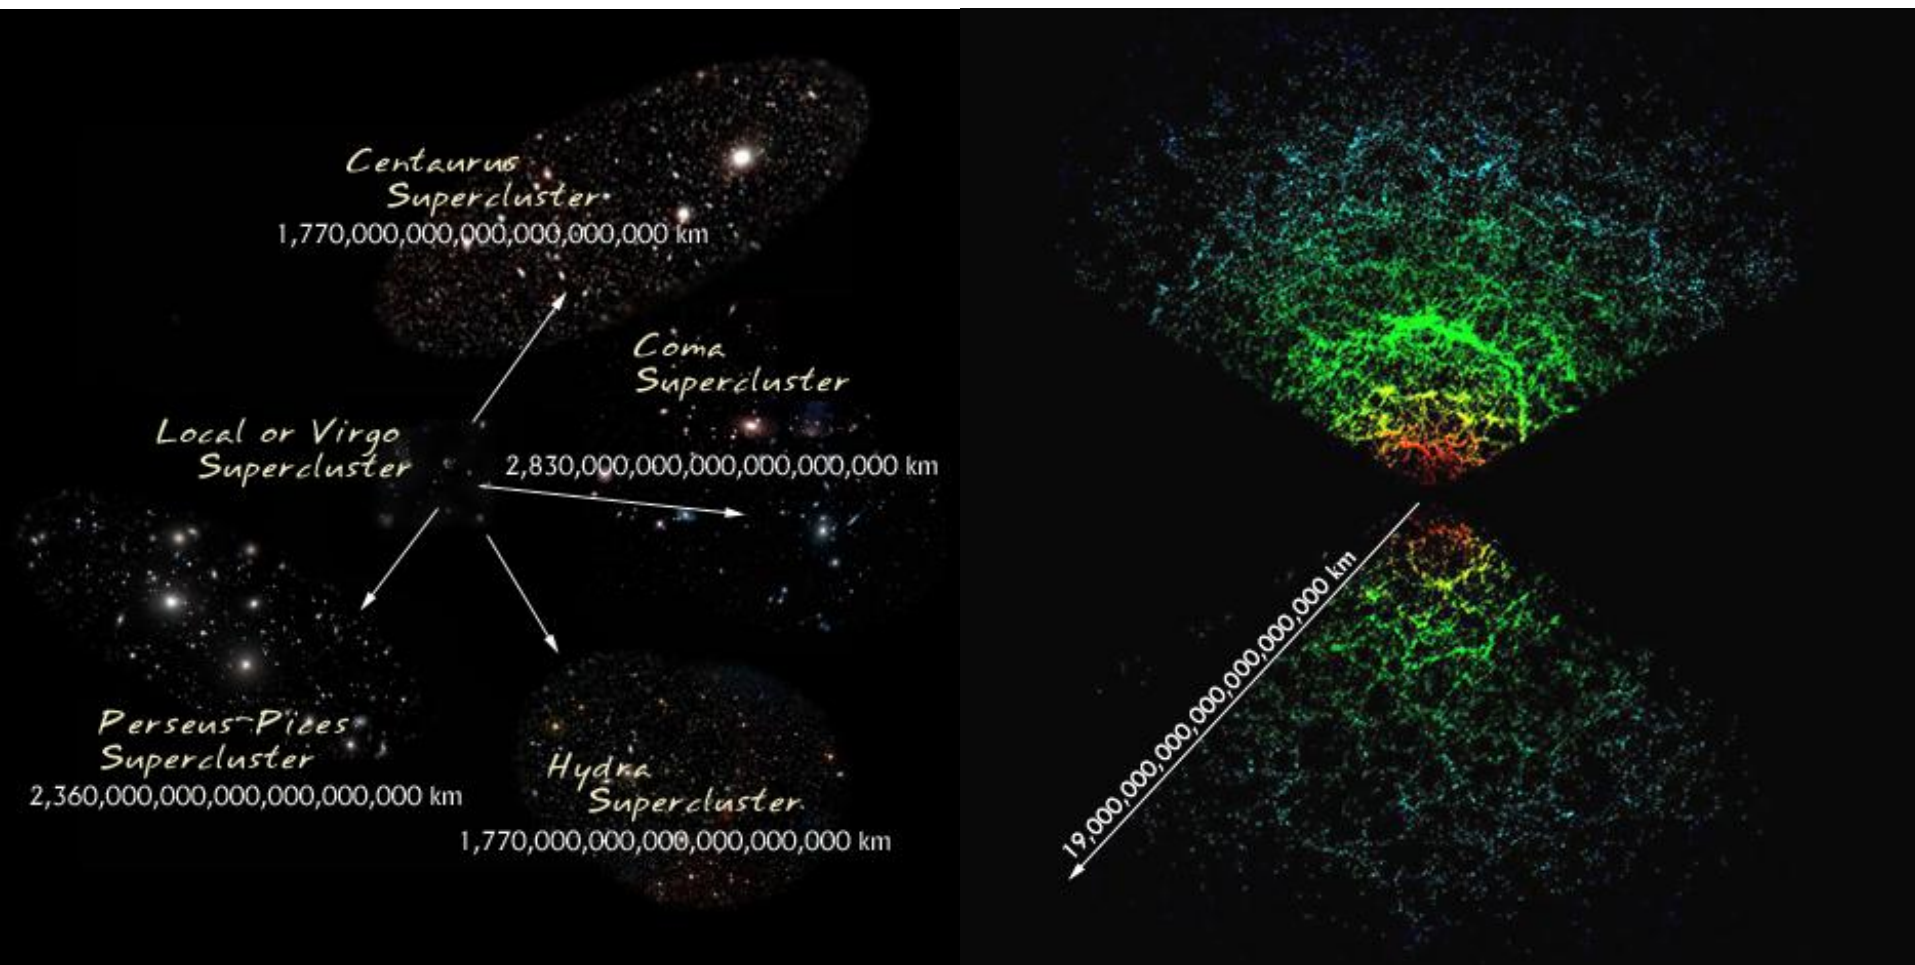 Centaurus
Supercluster
1,770,000,000,000,000,000,000 km
Coma
Supercluster
2,830,000,000,000,000,000,000 km
Local or Virgo
Supercluster
Perseus-Pices
Supercluster
2,360,000,000,000,000,000,000 km
Hydra
Supercluster
1,770,000,000,000,000,000,000 km
19,000,000,000,000,000,000,000 km